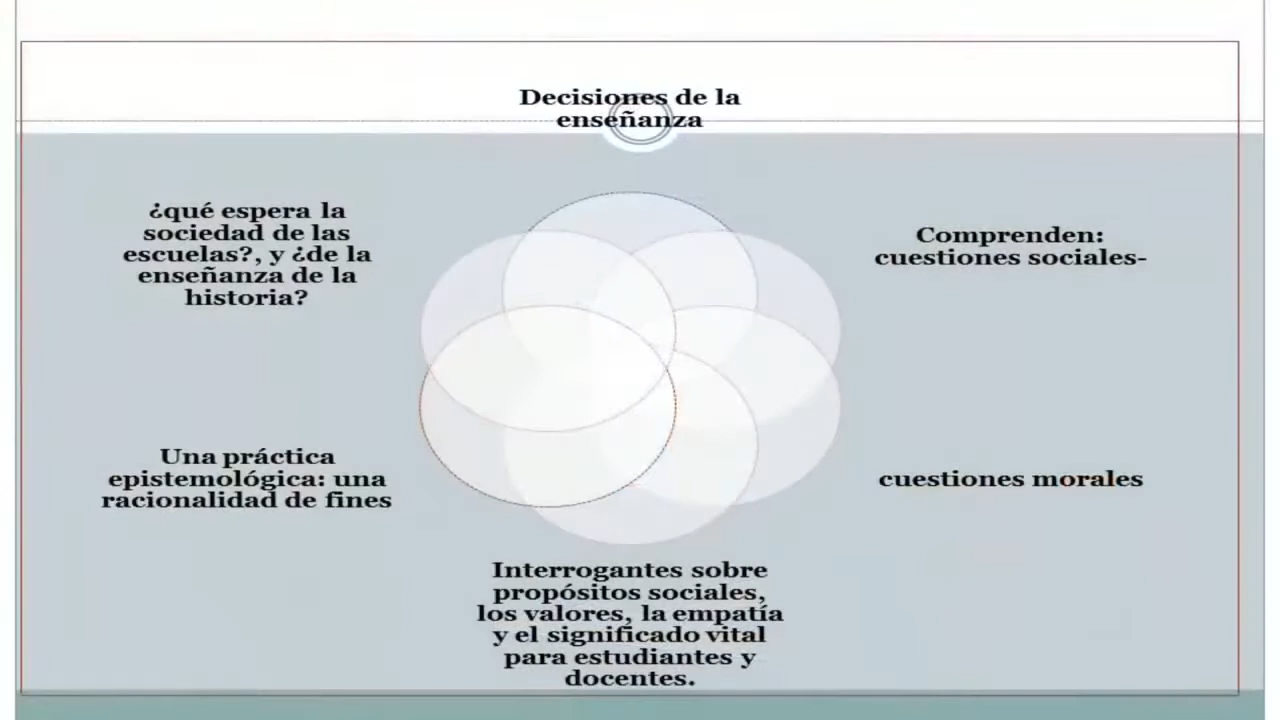 Decisiones de la
enseñanza
Comprenden:
cuestiones sociales-
cuestiones morales
Interrogantes sobre
propósitos sociales,
los valores, la empatía
y el significado vital
para estudiantes y
docentes.
Una práctica
epistemológica: una
racionalidad de fines
¿qué espera la
sociedad de las
escuelas?, y ¿de la
enseñanza de la
historia?